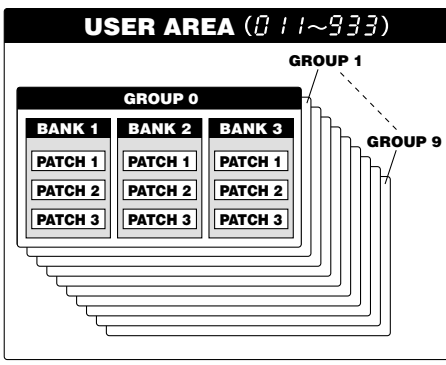 USER AREA (011~933)
GROUP 1
GROUP 0
GROUP 9
BANK 1 BANK 2 BANK 3
PATCH 1 PATCH 1 PATCH 1
PATCH 2 PATCH 2 PATCH 2
PATCH 3 PATCH 3 PATCH 3